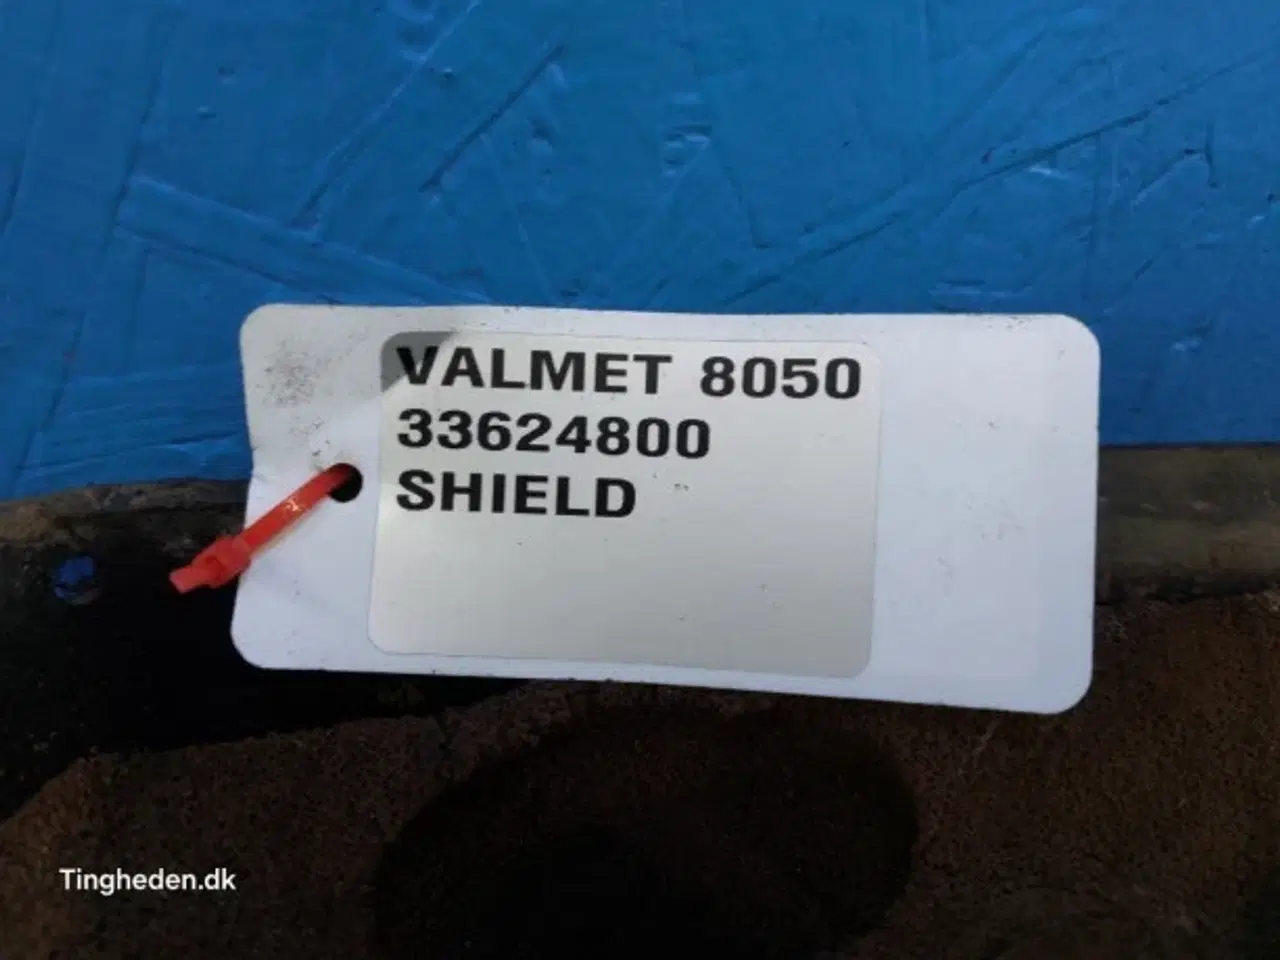 VALMET 8050
33624800
SHIELD
Tingheden.dk